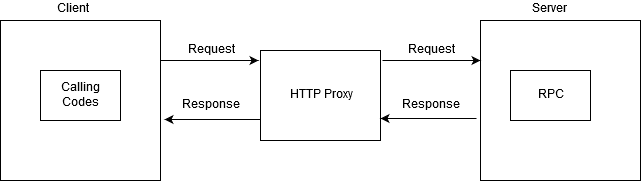 Client
Server
Request
Request
Calling
Codes
HTTP Proxy
RPC
Response
Response